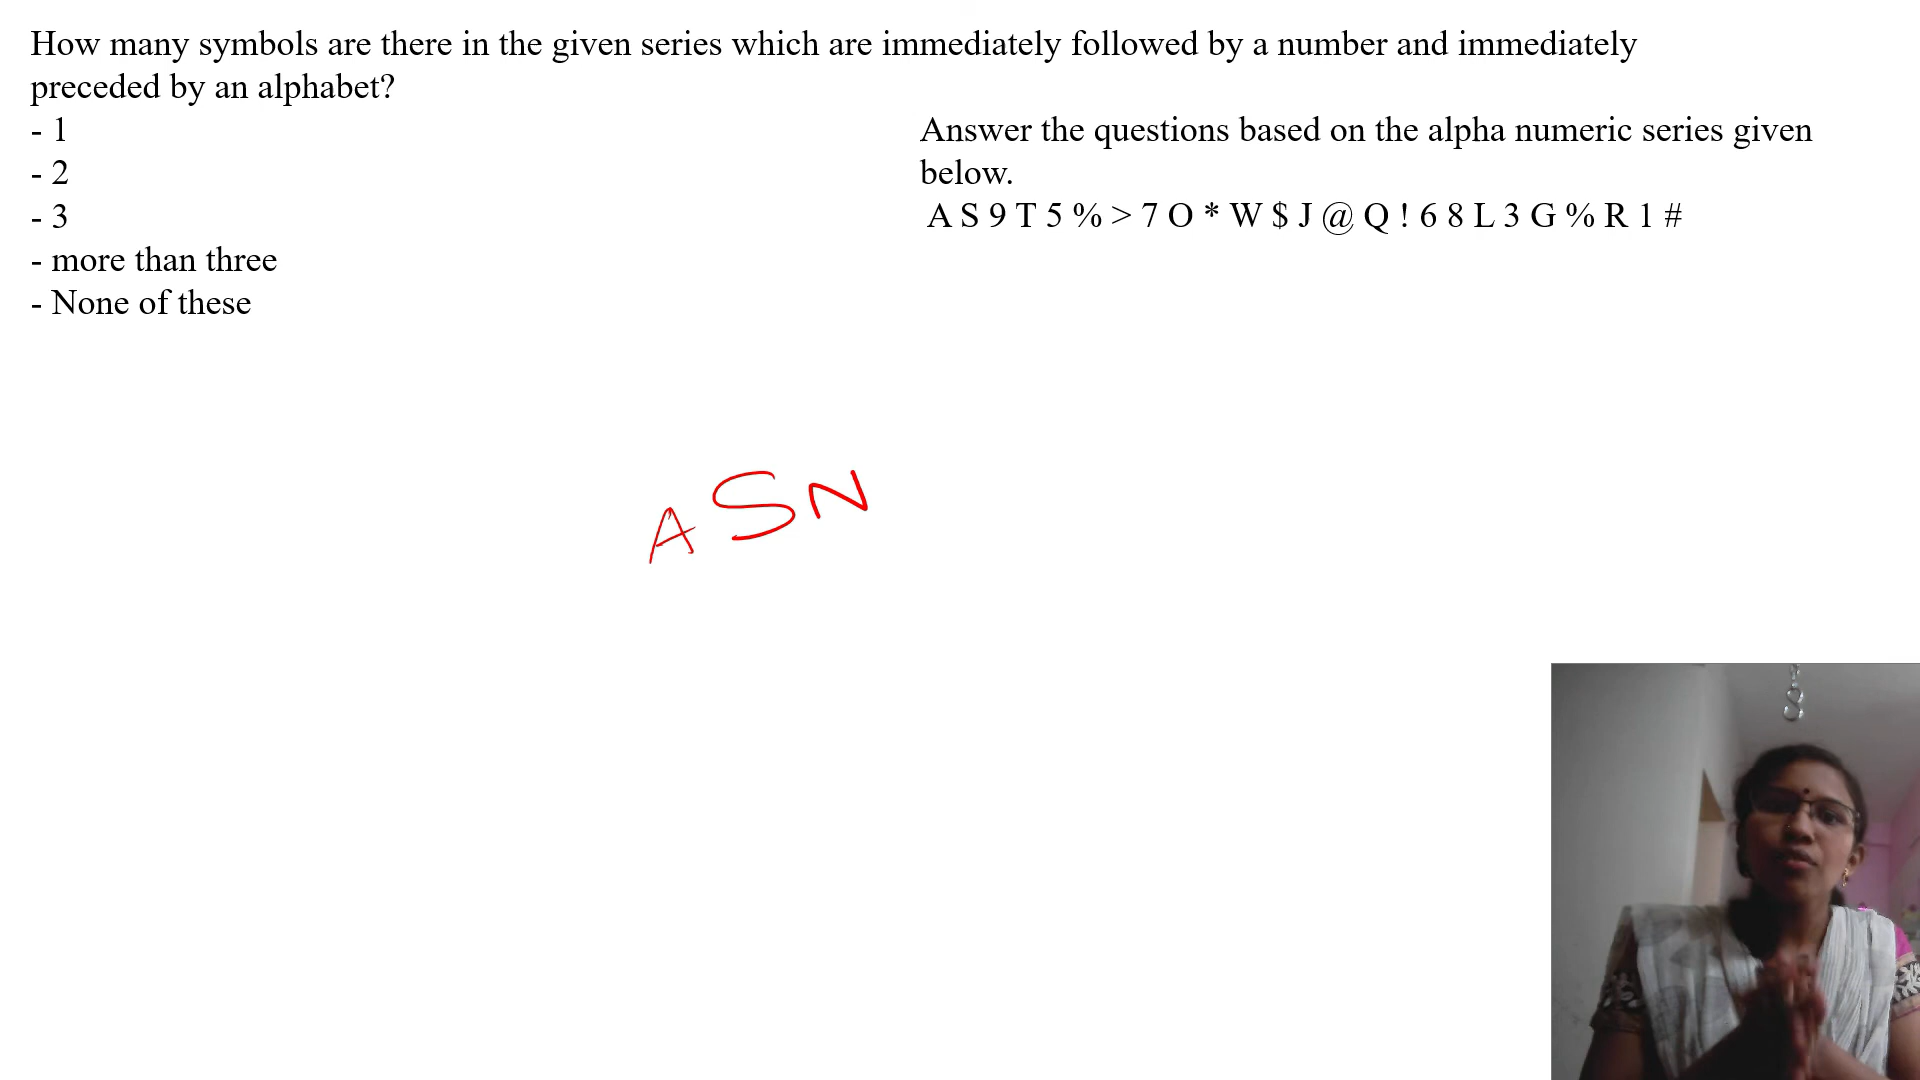 How many symbols are there in the given series which are immediately followed by a number and immediately
preceded by an alphabet?
- 1
- 2
- 3
- more than three
- None of these
Answer the questions based on the alpha numeric series given
below.
A S 9 T 5 % > 7 O * W $ J @ Q ! 6 8 L 3 G % R 1 #
A S N